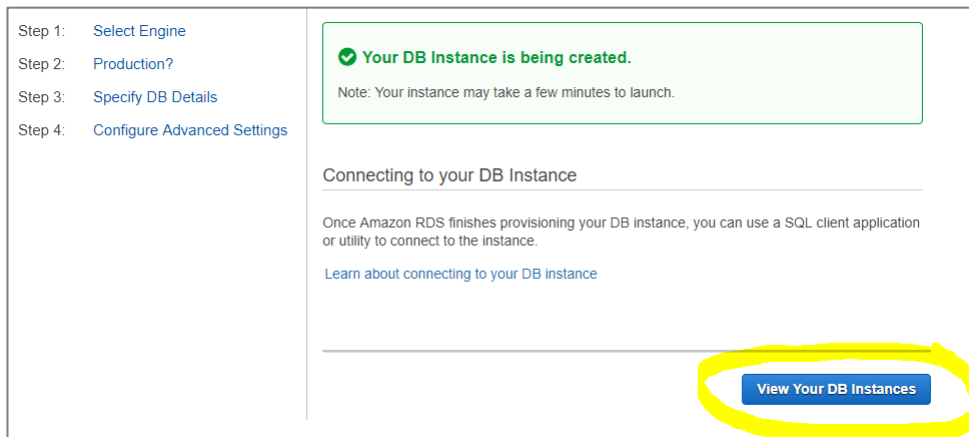 Step 1: Select Engine
Step 2: Production?
Step 3: Specify DB Details
Step 4: Configure Advanced Settings
Your DB Instance is being created.
Note: Your instance may take a few minutes to launch.
Connecting to your DB Instance
Once Amazon RDS finishes provisioning your DB instance, you can use a SQL client application
or utility to connect to the instance.
Learn about connecting to your DB instance
View Your DB Instances